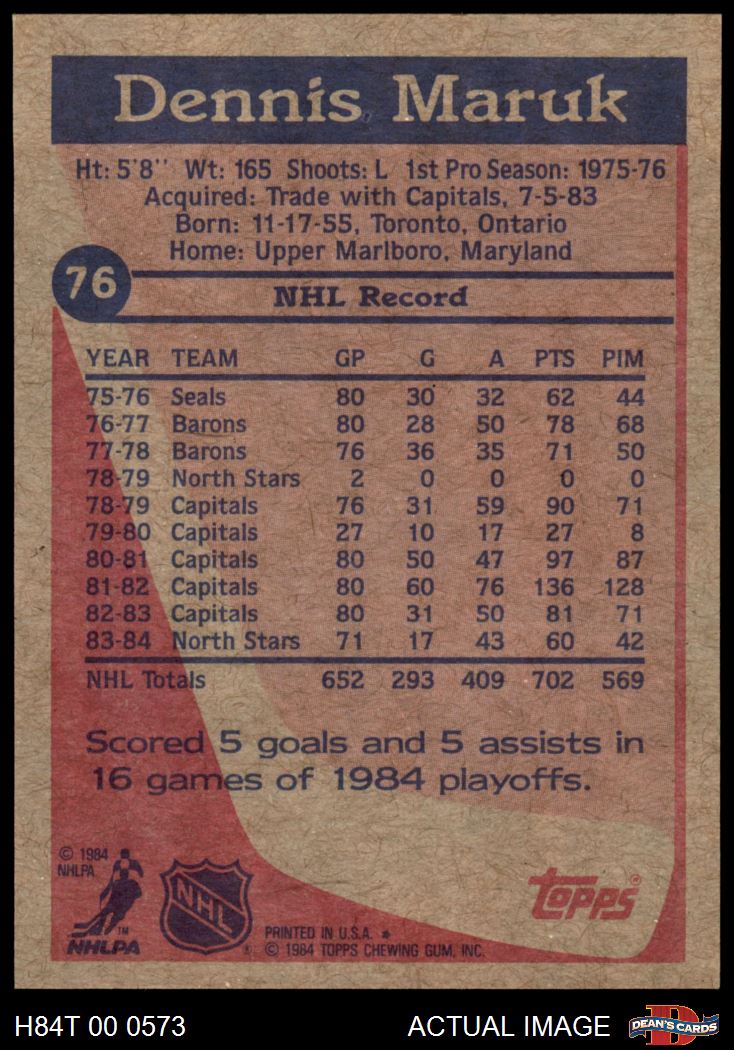 Dennis Maruk
Ht: 5'8'' Wt: 165 Shoots: L 1st Pro Season: 1975-76
Acquired: Trade with Capitals, 7-5-83
Born: 11-17-55, Toronto, Ontario
Home: Upper Marlboro, Maryland
76
NHL Record
YEAR TEAM GP G A PTS PIM
75-76 Seals 80 30 32 62 44
76-77 Barons 80 28 50 78 68
77-78 Barons 76 36 35 71 50
78-79 North Stars 2 0 0 0 0
78-79 Capitals 76 31 59 90 71
79-80 Capitals 27 10 17 27 8
80-81 Capitals 80 50 47 97 87
81-82 Capitals 80 60 76 136 128
82-83 Capitals 80 31 50 81 71
83-84 North Stars 71 17 43 60 42
NHL Totals 652 293 409 702 569
Scored 5 goals and 5 assists in
16 games of 1984 playoffs.
© 1984
NHLPA
TM
NHLPA
NHL
®
PRINTED IN U.S.A. *
© 1984 TOPPS CHEWING GUM, INC.
TOPPS®
H84T 00 0573 ACTUAL IMAGE
D
DEAN'S CARDS